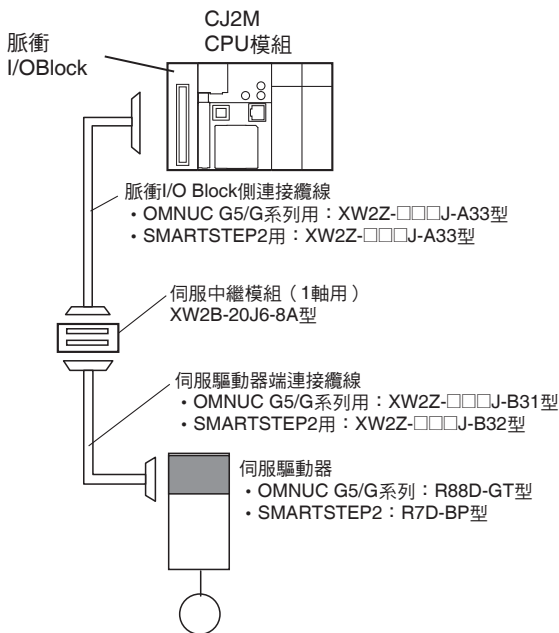 CJ2M
CPU模組
脈衝
I/OBlock
脈衝I/O Block側連接纜線
・OMNUC G5/G系列用：XW2Z-□□□J-A33型
・SMARTSTEP2用：XW2Z-□□□J-A33型
伺服中繼模組（1軸用）
XW2B-20J6-8A型
伺服驅動器端連接纜線
・OMNUC G5/G系列用：XW2Z-□□□J-B31型
・SMARTSTEP2用：XW2Z-□□□J-B32型
伺服驅動器
・OMNUC G5/G系列：R88D-GT型
・SMARTSTEP2：R7D-BP型